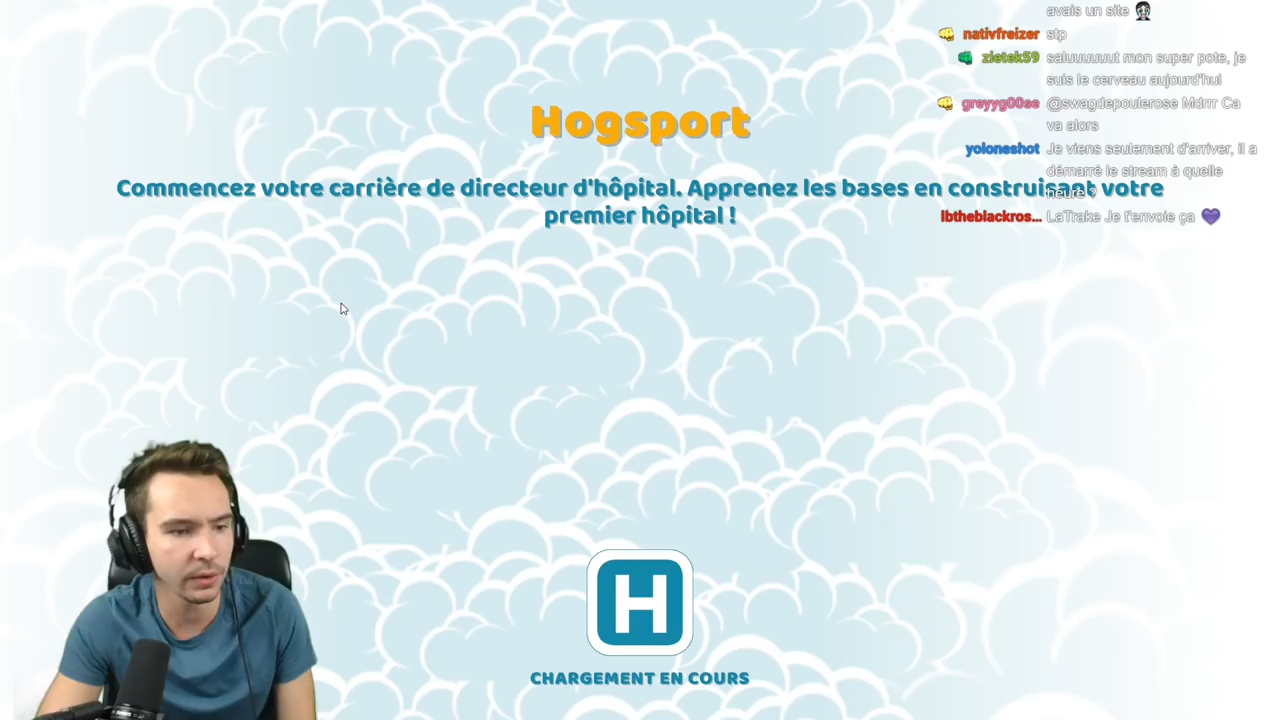 avais un site
nativfreizer stp
zietek59 saluuuuuut mon super pote, je
suis le cerveau aujourd'hui
greyyg00se @swagdepoulerose Mdrrr Ca
va alors
yoloneshot Je viens seulement d'arriver, il a
démarré le stream à quelle
heure ?
lbtheblackros... LaTrake Je t'envoie ça
Hogsport
Commencez votre carrière de directeur d'hôpital. Apprenez les bases en construisant votre
premier hôpital !
H
CHARGEMENT EN COURS